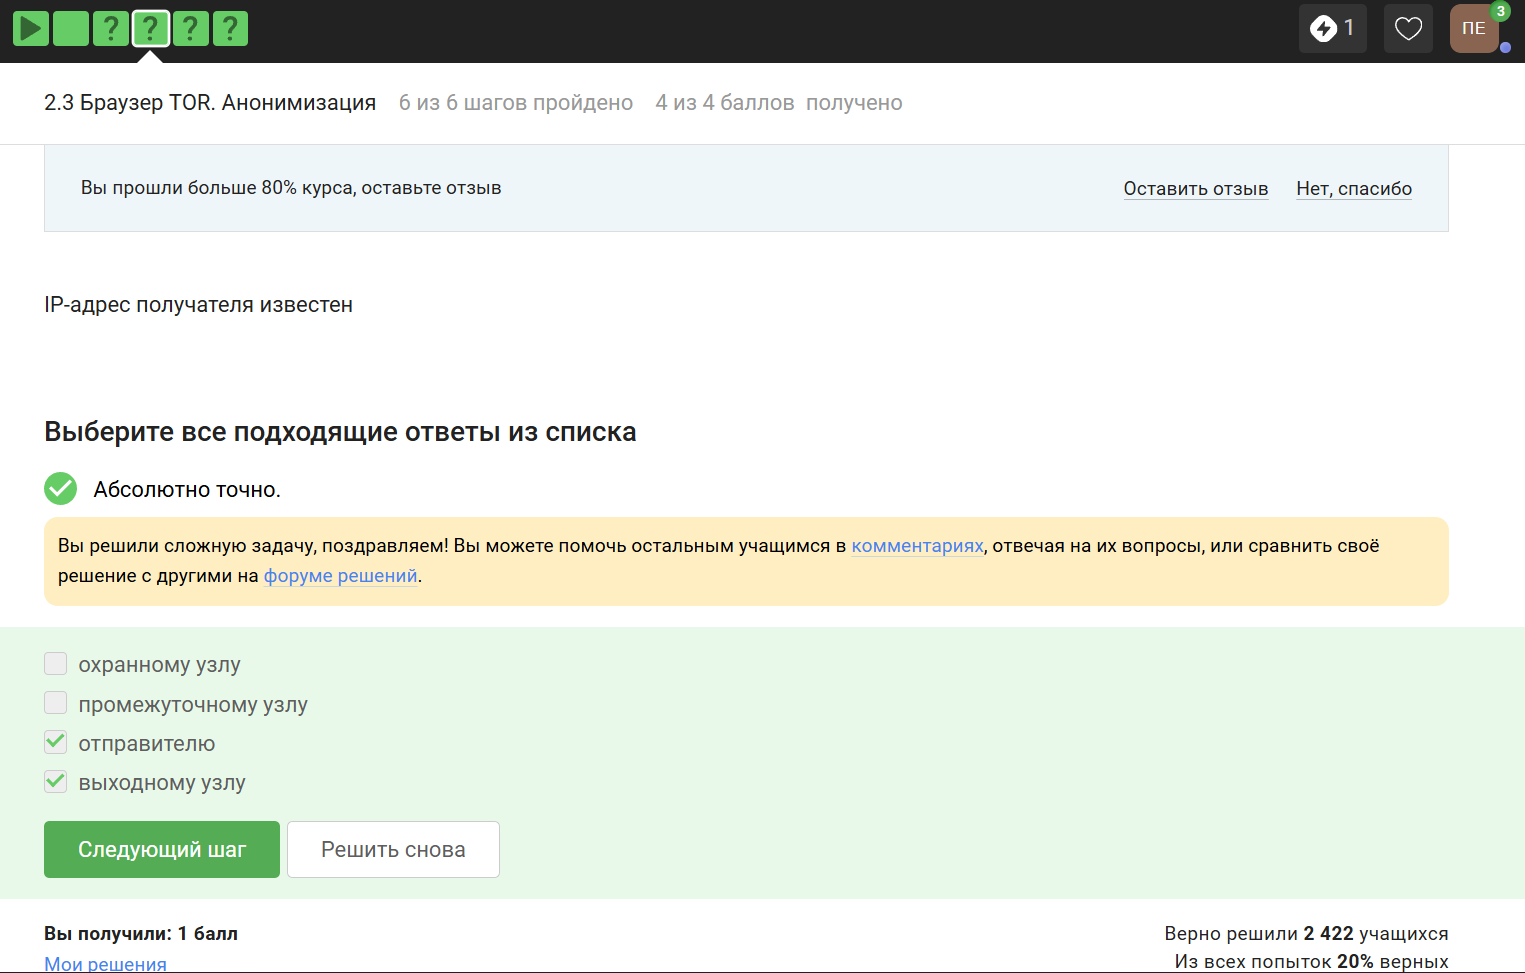 ? ? ? ?
1
ПЕ
3
2.3 Браузер TOR. Анонимизация 6 из 6 шагов пройдено 4 из 4 баллов получено
Вы прошли больше 80% курса, оставьте отзыв Оставить отзыв Нет, спасибо
IP-адрес получателя известен
Выберите все подходящие ответы из списка
Абсолютно точно.
Вы решили сложную задачу, поздравляем! Вы можете помочь остальным учащимся в комментариях, отвечая на их вопросы, или сравнить своё
решение с другими на форуме решений.
охранному узлу
промежуточному узлу
отправителю
выходному узлу
Следующий шаг Решить снова
Вы получили: 1 балл Верно решили 2 422 учащихся
Мои решения Из всех попыток 20% верных